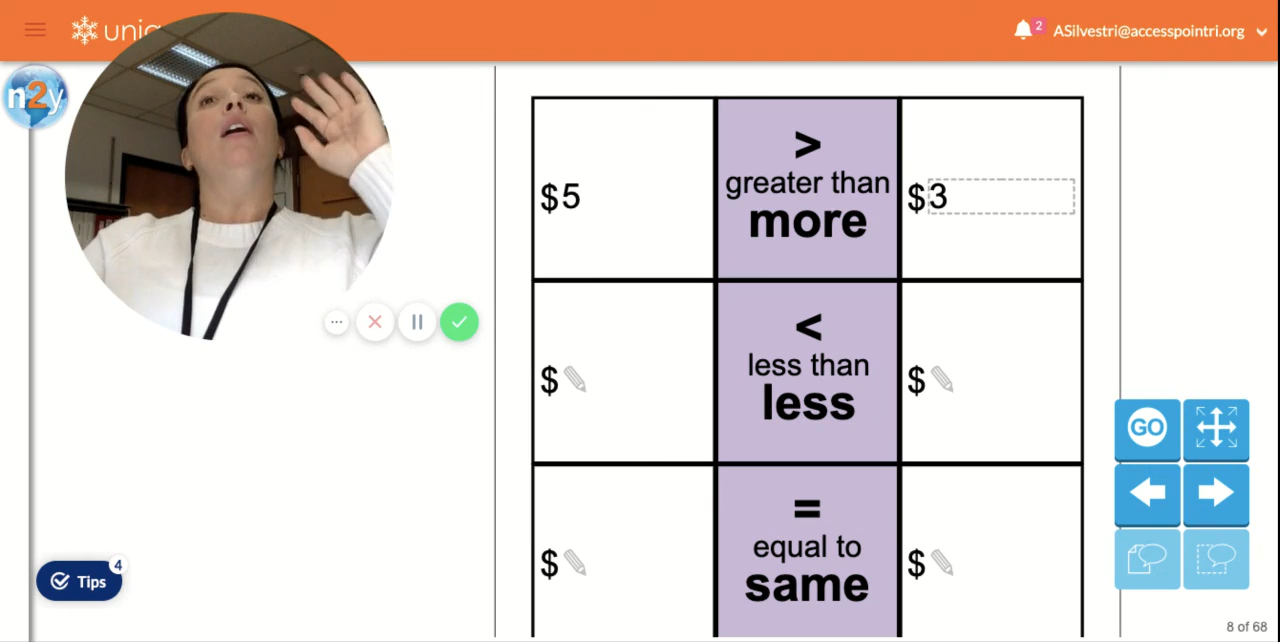 2
ASilvestri@accesspointri.org
n2y
>
greater than
more
$5
$3
<
less than
less
$
$
=
equal to
same
$
$
GO
Tips
4
8 of 68